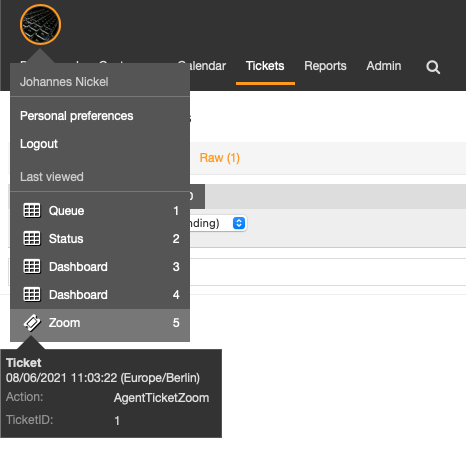 Calendar Tickets Reports Admin
Johannes Nickel
Personal preferences
Logout
Raw (1)
Last viewed
Queue 1
nding)
Status 2
Dashboard 3
Dashboard 4
Zoom 5
Ticket
08/06/2021 11:03:22 (Europe/Berlin)
Action: AgentTicketZoom
TicketID: 1